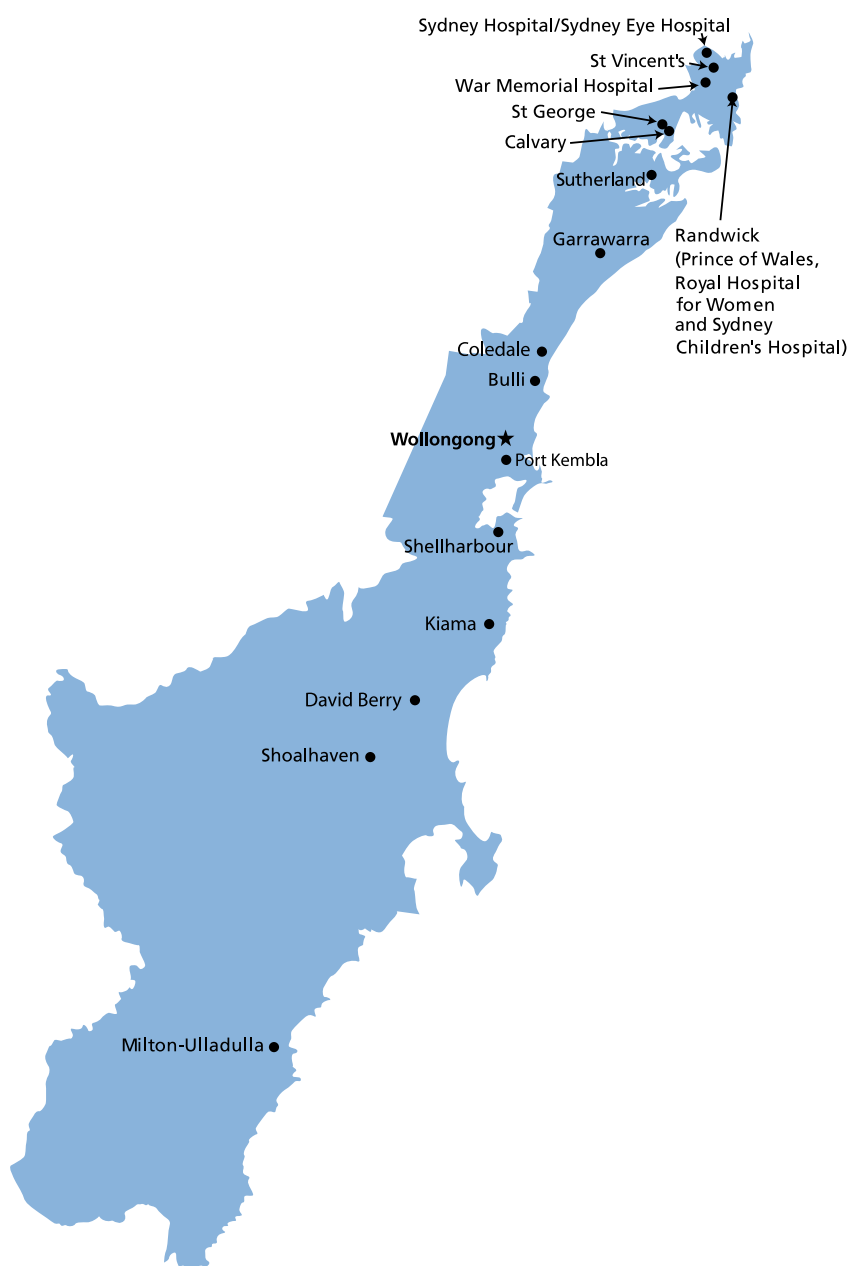 Sydney Hospital/Sydney Eye Hospital
St Vincent's
War Memorial Hospital
St George
Calvary
Sutherland
Garrawarra
Randwick
(Prince of Wales,
Royal Hospital
for Women
and Sydney
Children's Hospital)
Coledale
Bulli
Wollongong
Port Kembla
Shellharbour
Kiama
David Berry
Shoalhaven
Milton-Ulladulla